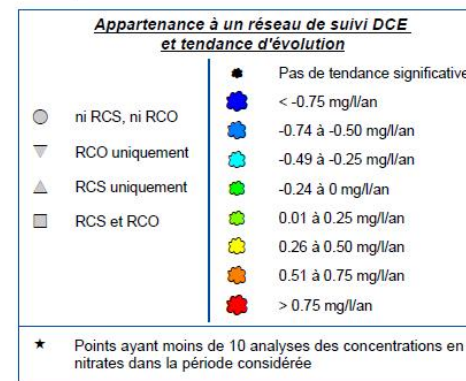 Appartenance à un réseau de suivi DCE
et tendance d'évolution
ni RCS, ni RCO
RCO uniquement
RCS uniquement
RCS et RCO
Pas de tendance significative
< -0.75 mg/l/an
-0.74 à -0.50 mg/l/an
-0.49 à -0.25 mg/l/an
-0.24 à 0 mg/l/an
0.01 à 0.25 mg/l/an
0.26 à 0.50 mg/l/an
0.51 à 0.75 mg/l/an
> 0.75 mg/l/an
Points ayant moins de 10 analyses des concentrations en
nitrates dans la période considérée